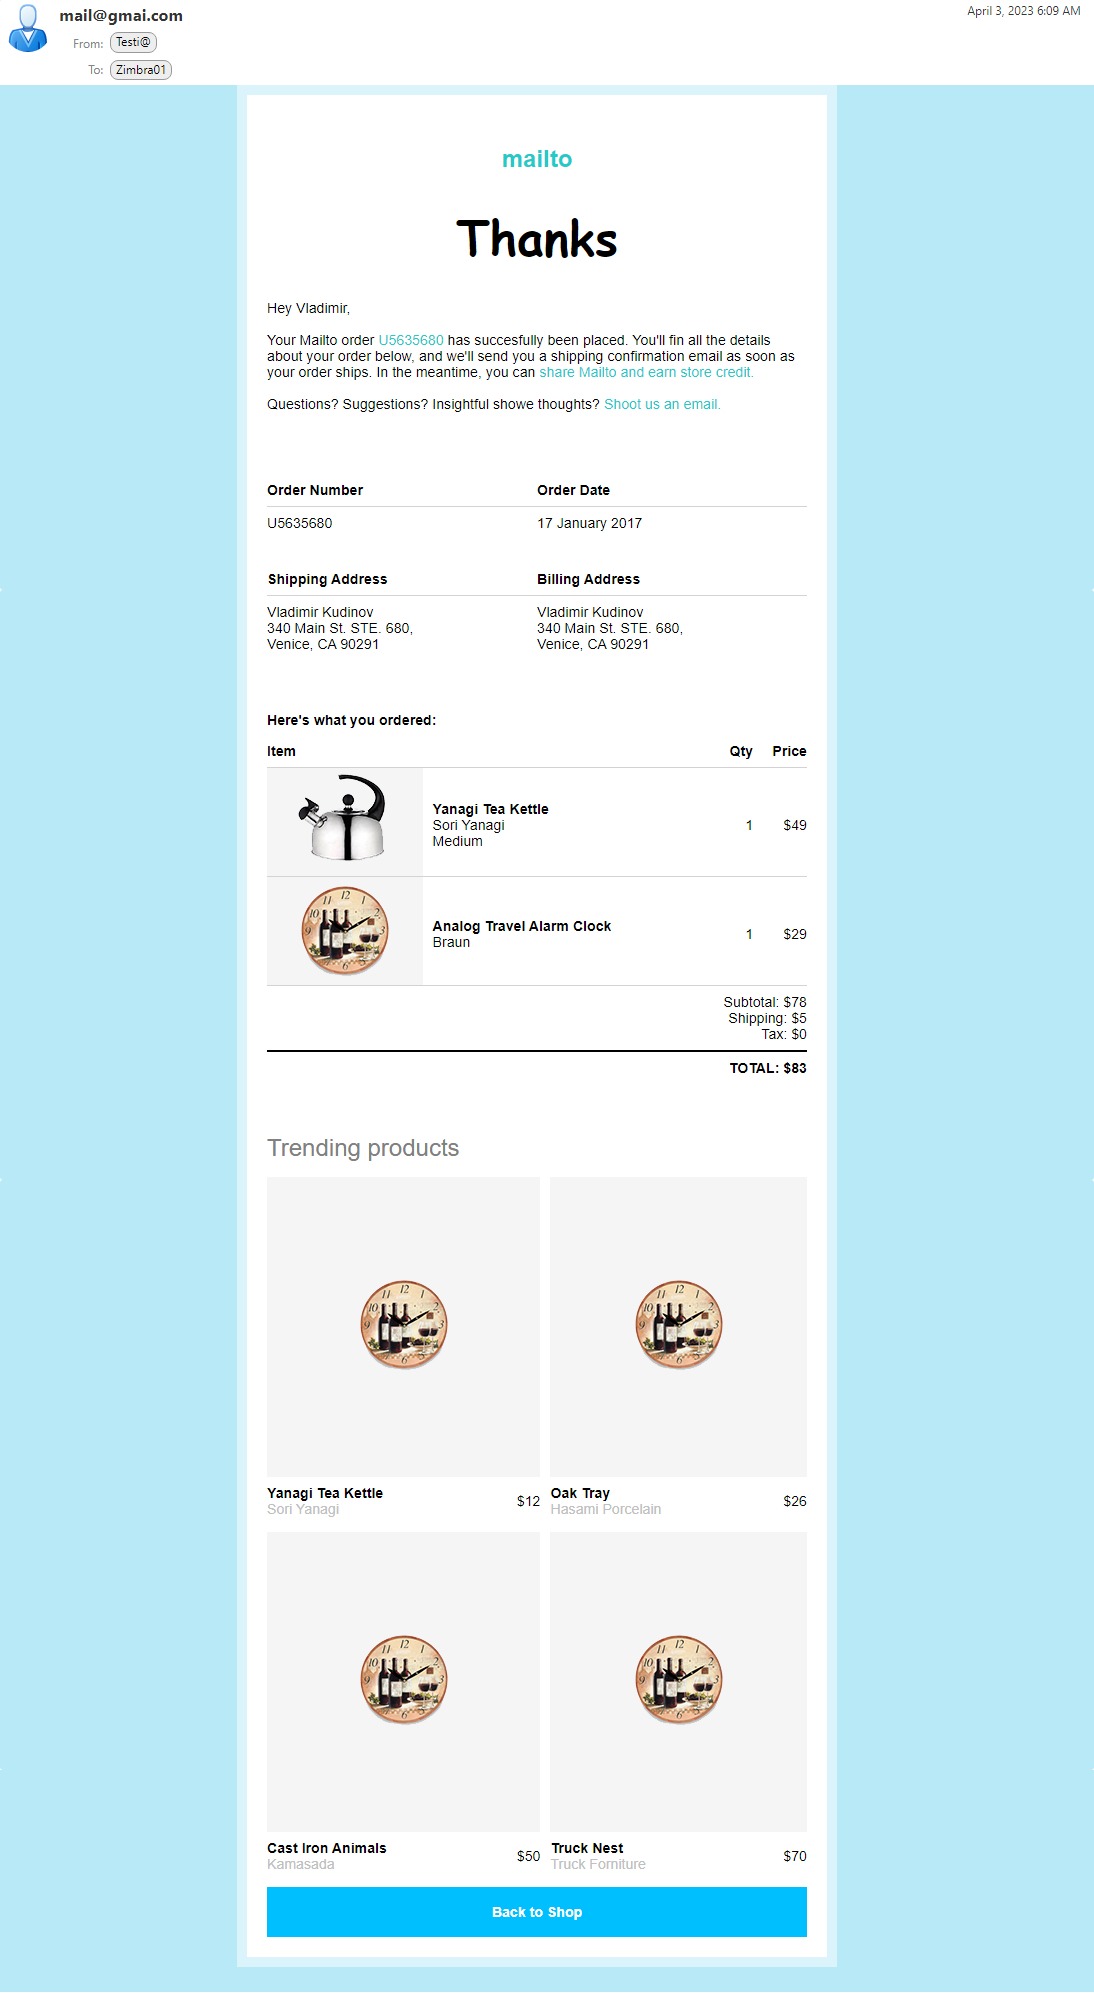 mail@gmai.com
April 3, 2023 6:09 AM
From: Testi@
To: Zimbra01
mailto
Thanks
Hey Vladimir,
Your Mailto order U5635680 has succesfully been placed. You'll fin all the details
about your order below, and we'll send you a shipping confirmation email as soon as
your order ships. In the meantime, you can share Mailto and earn store credit.
Questions? Suggestions? Insightful showe thoughts? Shoot us an email.
Order Number Order Date
U5635680 17 January 2017
Shipping Address Billing Address
Vladimir Kudinov Vladimir Kudinov
340 Main St. STE. 680, 340 Main St. STE. 680,
Venice, CA 90291 Venice, CA 90291
Here's what you ordered:
Item Qty Price
Yanagi Tea Kettle
Sori Yanagi 1 $49
Medium
Analog Travel Alarm Clock
Braun
1 $29
Subtotal: $78
Shipping: $5
Tax: $0
TOTAL: $83
Trending products
Yanagi Tea Kettle
Sori Yanagi
$12
Oak Tray
Hasami Porcelain
$26
Cast Iron Animals
Kamasada
$50
Truck Nest
Truck Forniture
$70
Back to Shop